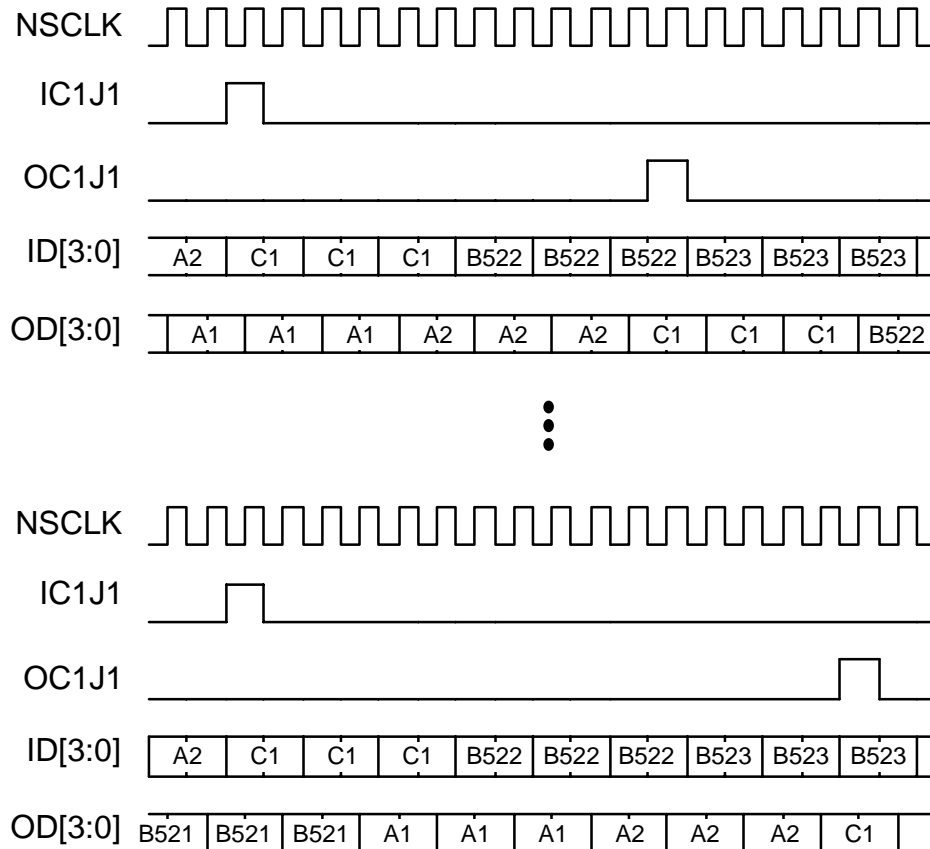 NSCLK
IC1J1
OC1J1
ID[3:0] A2 C1 C1 C1 B522 B522 B522 B523 B523 B523
OD[3:0] A1 A1 A1 A2 A2 A2 C1 C1 C1 B522
NSCLK
IC1J1
OC1J1
ID[3:0] A2 C1 C1 C1 B522 B522 B522 B523 B523 B523
OD[3:0] B521 B521 B521 A1 A1 A1 A2 A2 A2 C1